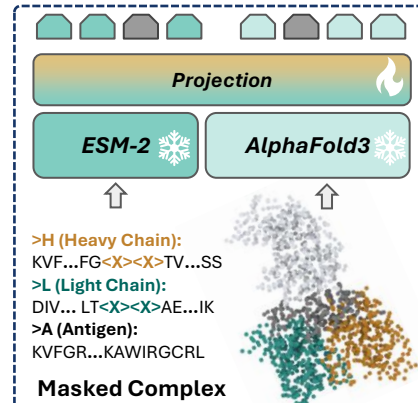 Projection
ESM-2
AlphaFold3
>H (Heavy Chain):
KVF...FG<X><X>TV...SS
>L (Light Chain):
DIV... LT<X><X>AE...IK
>A (Antigen):
KVFGR...KAWIRGCRL
Masked Complex